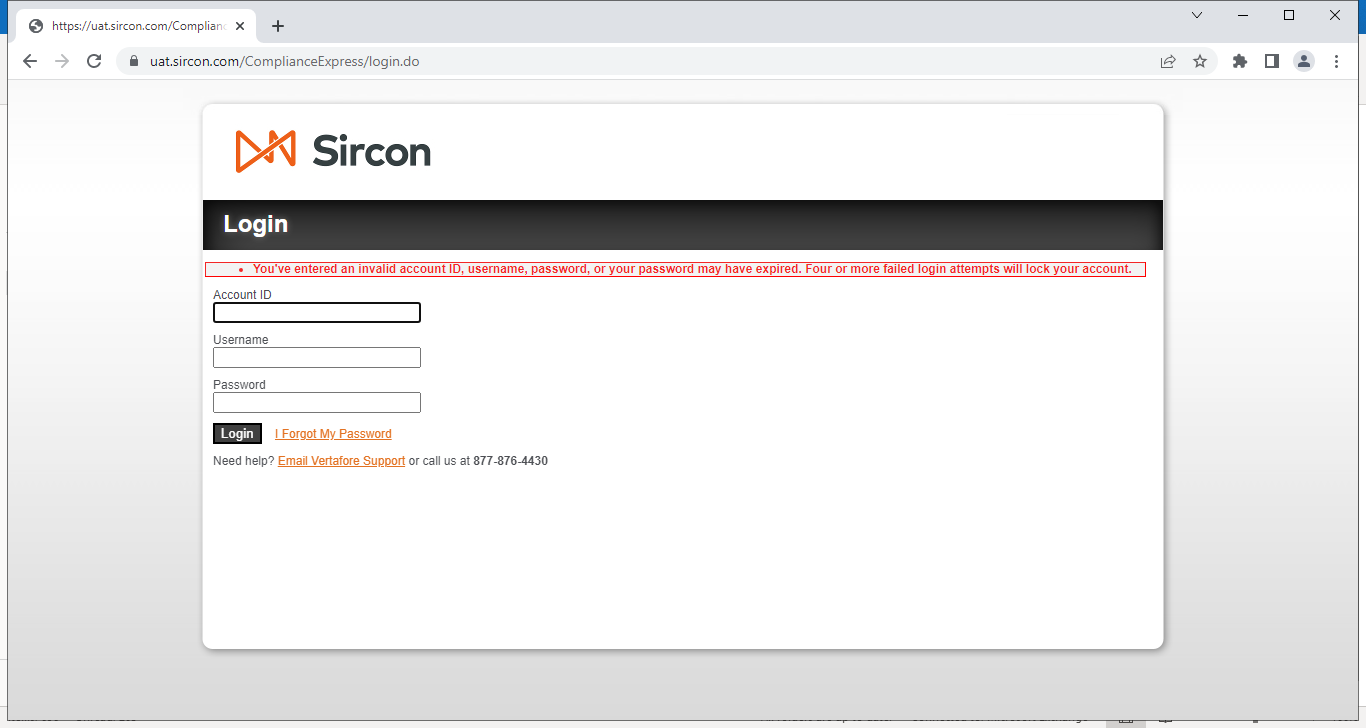 https://uat.sircon.com/Complianc
uat.sircon.com/ComplianceExpress/login.do
Sircon
Login
You've entered an invalid account ID, username, password, or your password may have expired. Four or more failed login attempts will lock your account.
Account ID
Username
Password
Login I Forgot My Password
Need help? Email Vertafore Support or call us at 877-876-4430